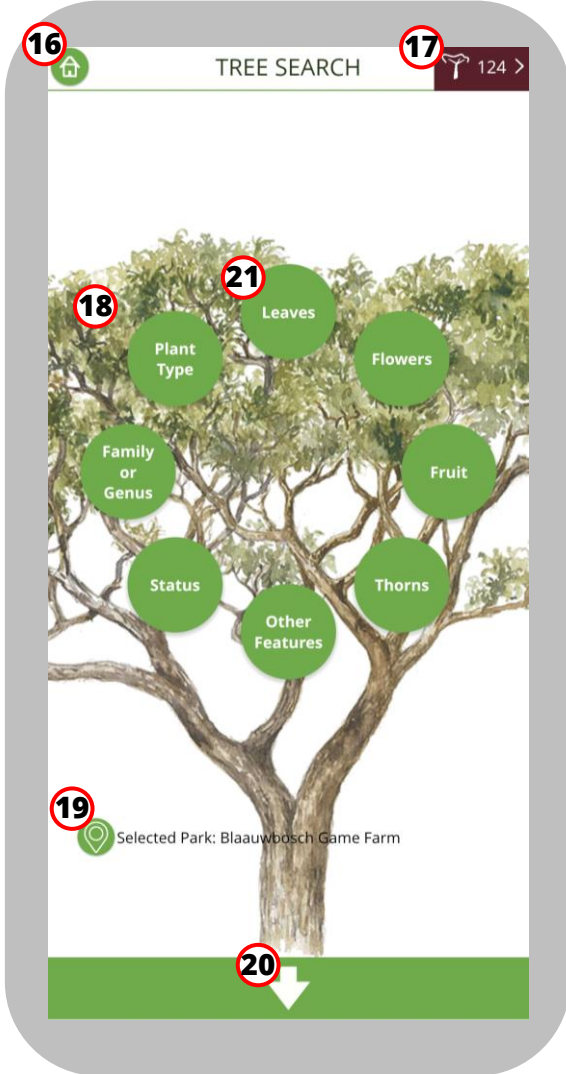 16
17
TREE SEARCH
124
21
18
Leaves
Plant
Type
Flowers
Family
or
Genus
Fruit
Status
Thorns
Other
Features
19
Selected Park: Blaauwbosch Game Farm
20